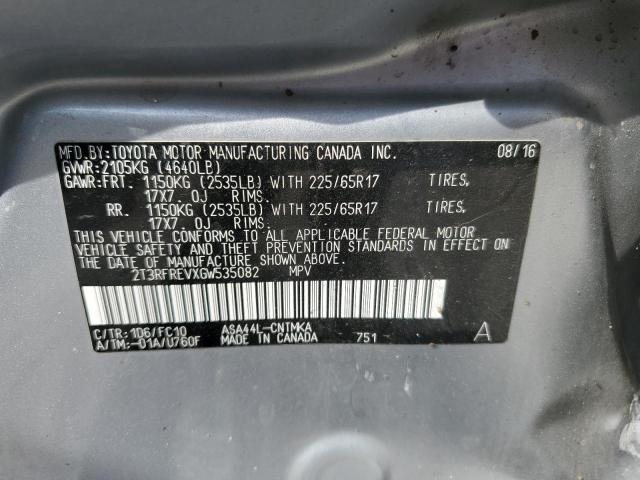 MFD.BY:TOYOTA MOTOR MANUFACTURING CANADA INC. 08/16
GVWR:2105KG (4640LB)
GAWR:FRT. 1150KG (2535LB) WITH 225/65R17 TIRES,
17X7.0J RIMS.
RR. 1150KG (2535LB) WITH 225/65R17 TIRES,
17X7.0J RIMS.
THIS VEHICLE CONFORMS TO ALL APPLICABLE FEDERAL MOTOR
VEHICLE SAFETY AND THEFT PREVENTION STANDARDS IN EFFECT ON
THE DATE OF MANUFACTURE SHOWN ABOVE.
2T3RFREVXGW535082 MPV
C/TR:1D6/FC10 ASA44L-CNTMKA
A/TM:-01A/U760F MADE IN CANADA 751 A